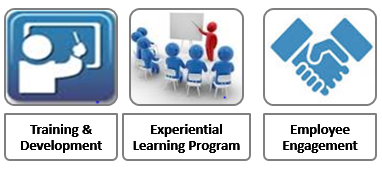 Training &
Development
Experiential
Learning Program
Employee
Engagement